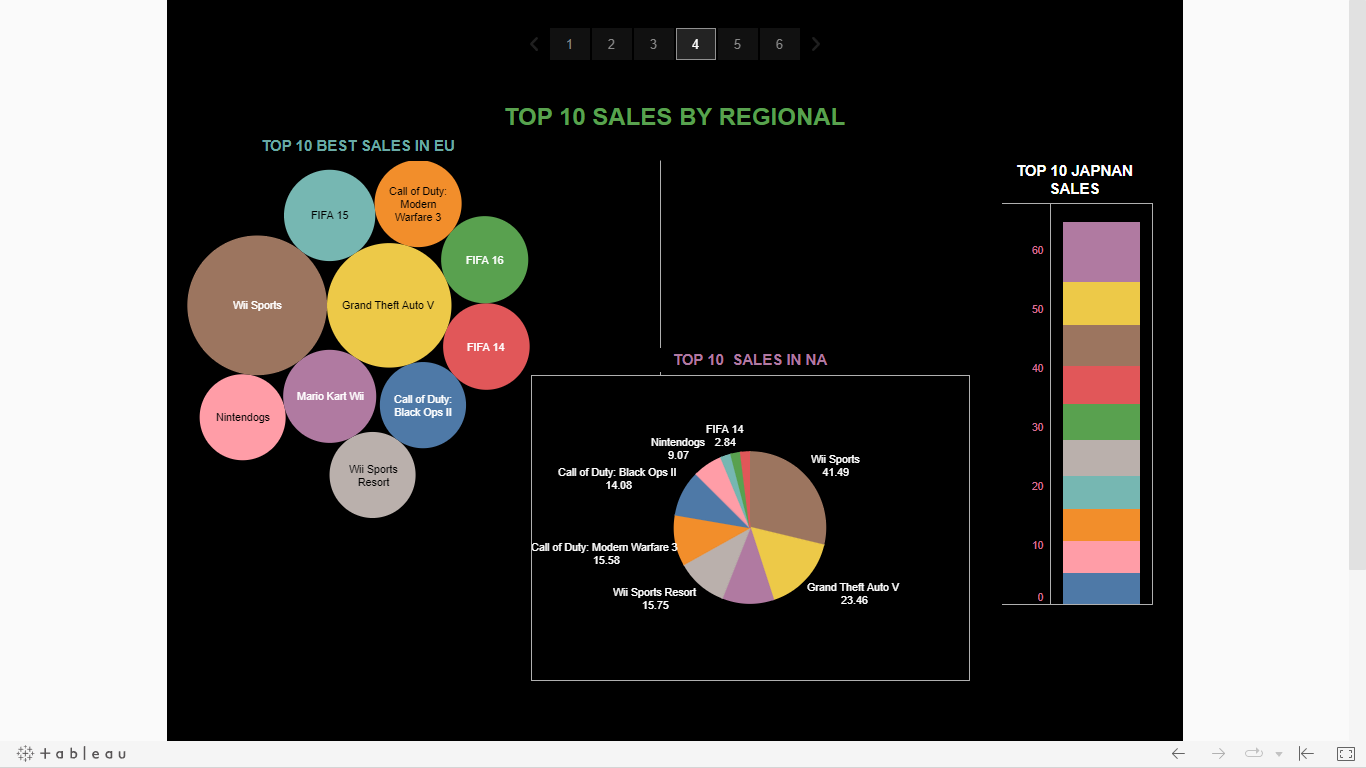 1 2 3 4 5 6
TOP 10 SALES BY REGIONAL
TOP 10 BEST SALES IN EU
FIFA 15
Call of Duty:
Modern
Warfare 3
FIFA 16
Wii Sports
Grand Theft Auto V
FIFA 14
Mario Kart Wii
Call of Duty:
Black Ops II
Nintendogs
Wii Sports
Resort
TOP 10 SALES IN NA
FIFA 14
2.84
Nintendogs
9.07
Wii Sports
41.49
Call of Duty: Black Ops II
14.08
Call of Duty: Modern Warfare 3
15.58
Grand Theft Auto V
23.46
Wii Sports Resort
15.75
TOP 10 JAPNAN
SALES
60
50
40
30
20
10
0
+ableau